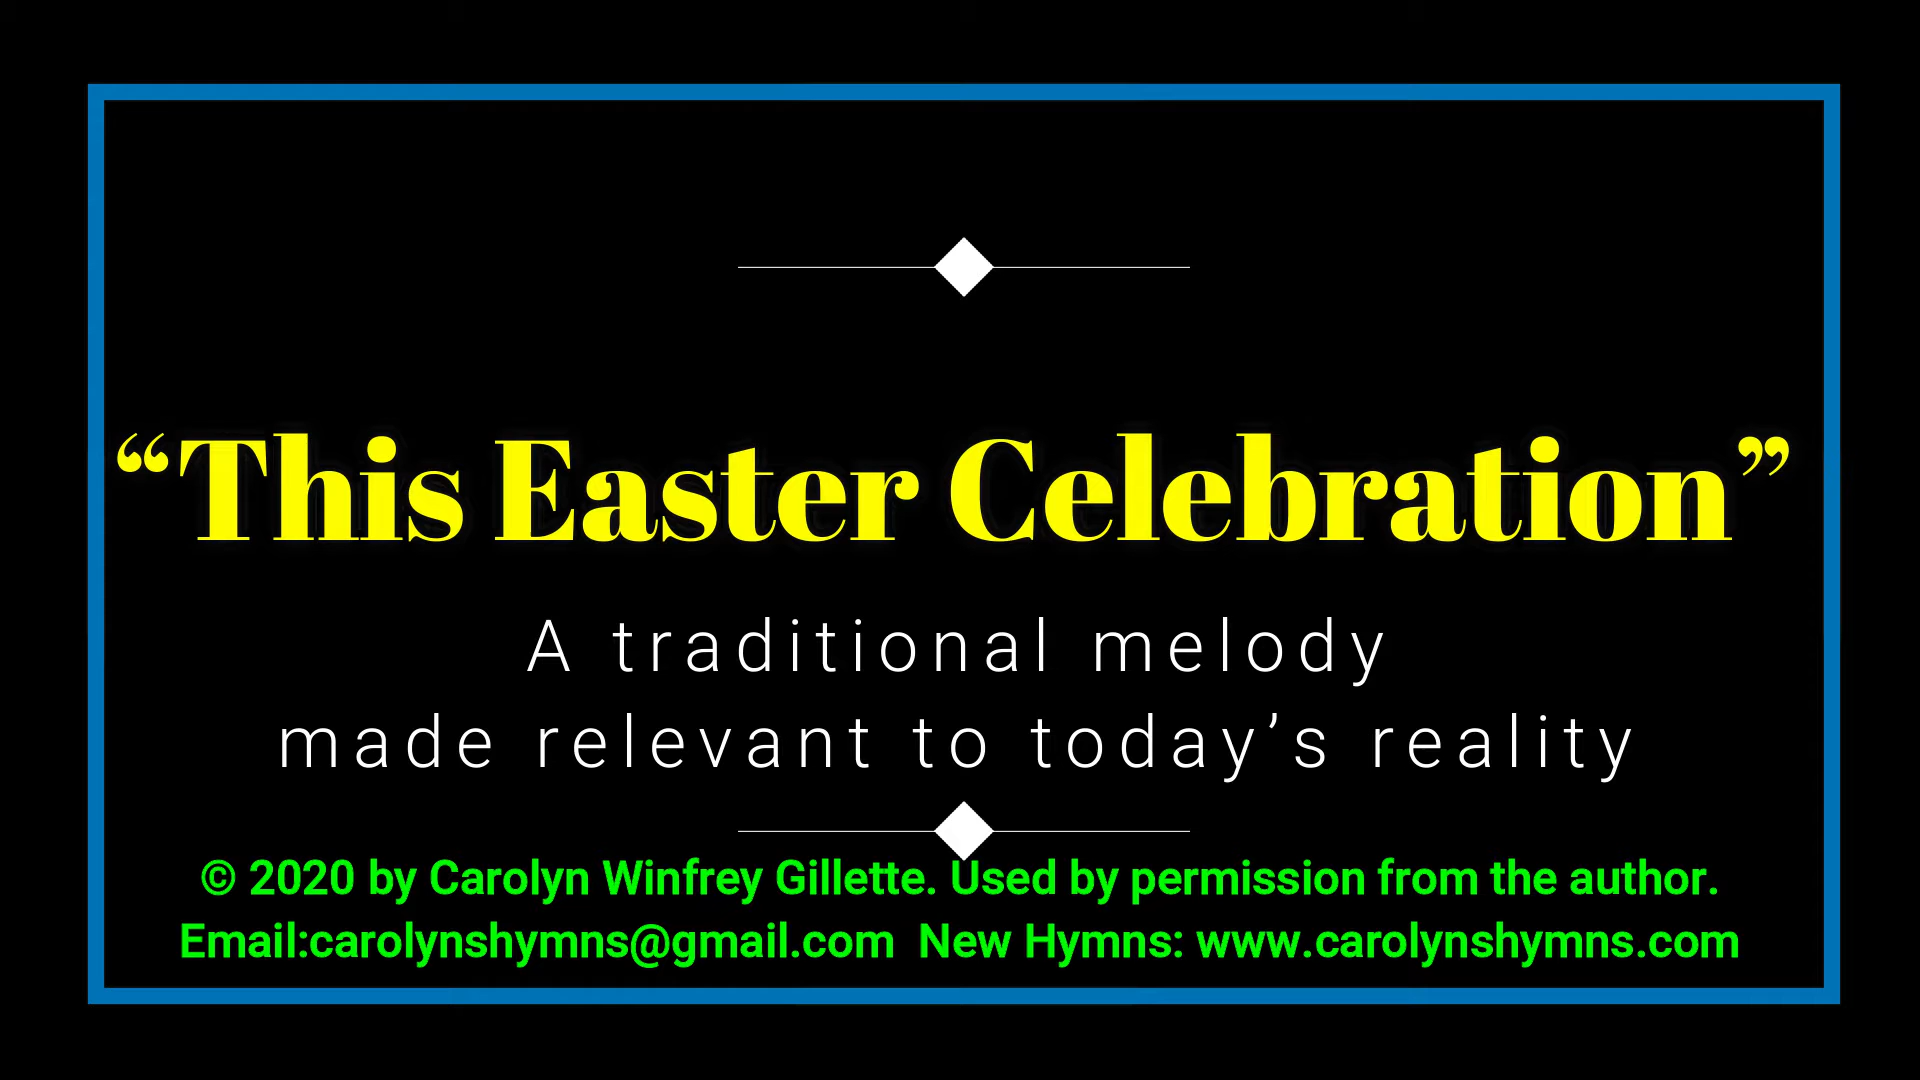 “This Easter Celebration”
A traditional melody
made relevant to today’s reality
© 2020 by Carolyn Winfrey Gillette. Used by permission from the author.
Email:carolynshymns@gmail.com  New Hymns: www.carolynshymns.com